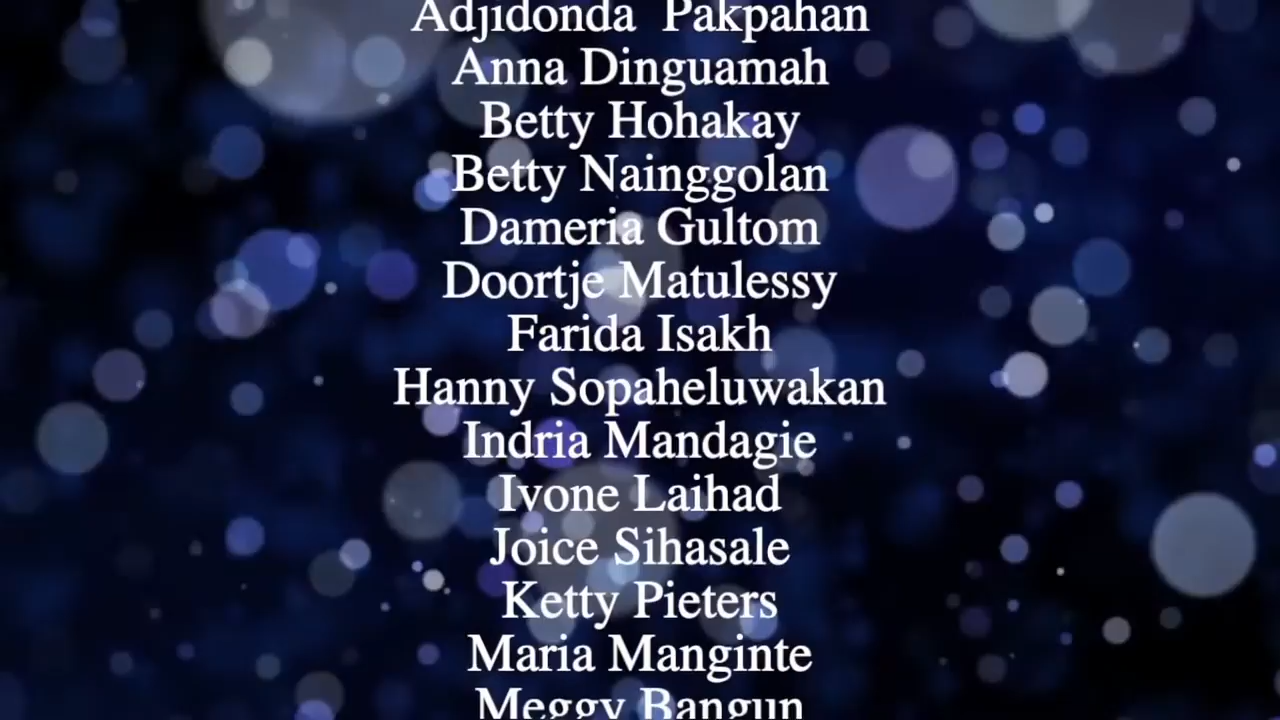 Adjidonda  Pakpahan
Anna Dinguamah
Betty Hohakay
Betty Nainggolan
Dameria Gultom
Doortje Matulessy
Farida Isakh
Hanny Sopaheluwakan
Indria Mandagie
Ivone Laihad
Joice Sihasale
Ketty Pieters
Maria Manginte
Meggy Bangun